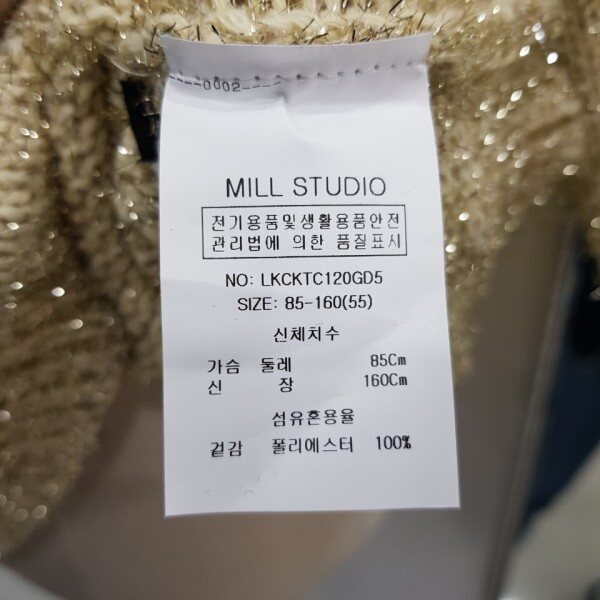 ----0002----
MILL STUDIO
전기용품및생활용품안전
관리법에 의한 품질표시
NO: LKCKTC120GD5
SIZE: 85-160(55)
신체치수
가슴 둘레 85Cm
신 장 160Cm
섬유혼용율
겉감 폴리에스터 100%